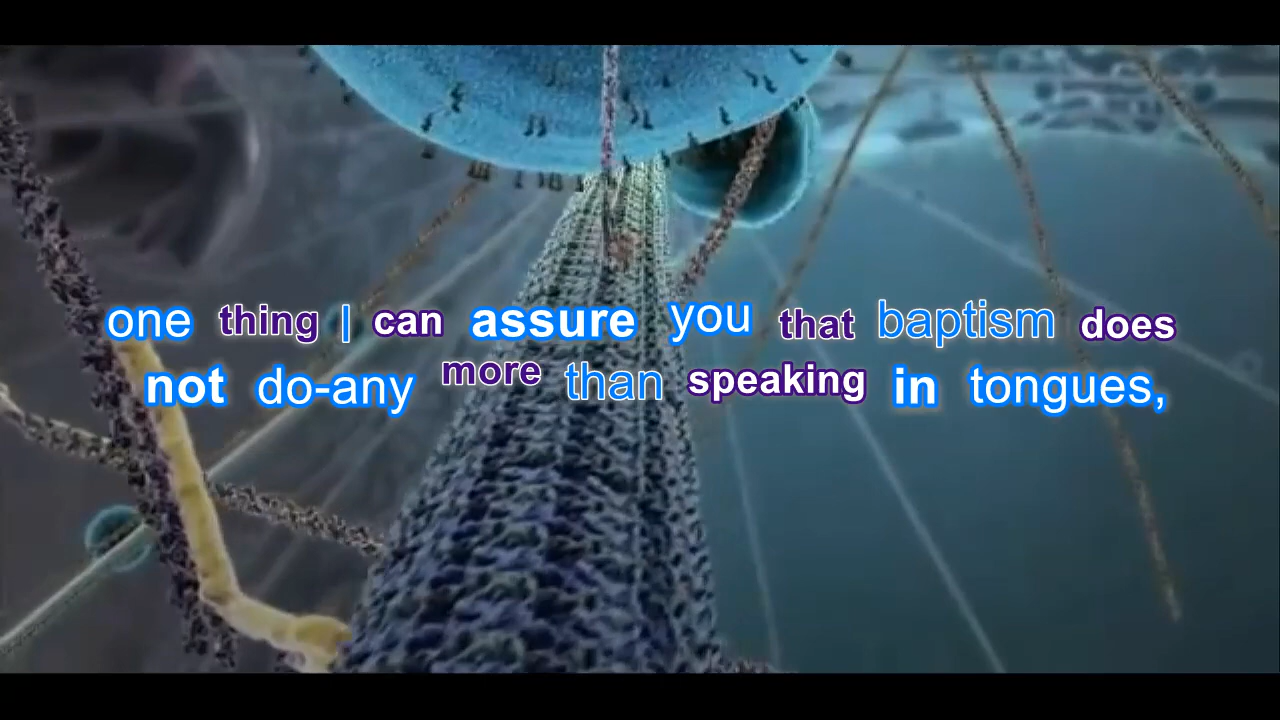 one thing I can assure you that baptism does
not do-any more than speaking in tongues,